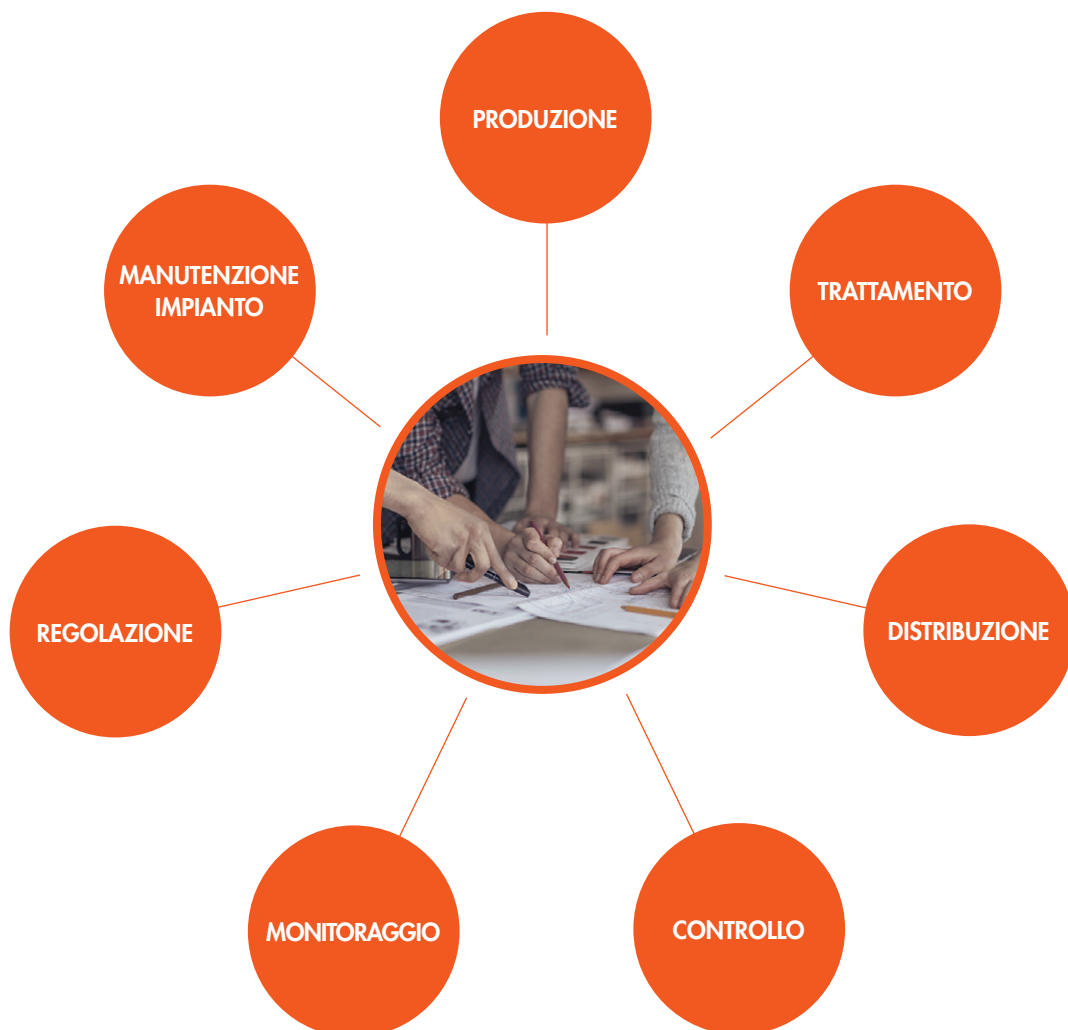 PRODUZIONE
TRATTAMENTO
DISTRIBUZIONE
CONTROLLO
MONITORAGGIO
REGOLAZIONE
MANUTENZIONE
IMPIANTO